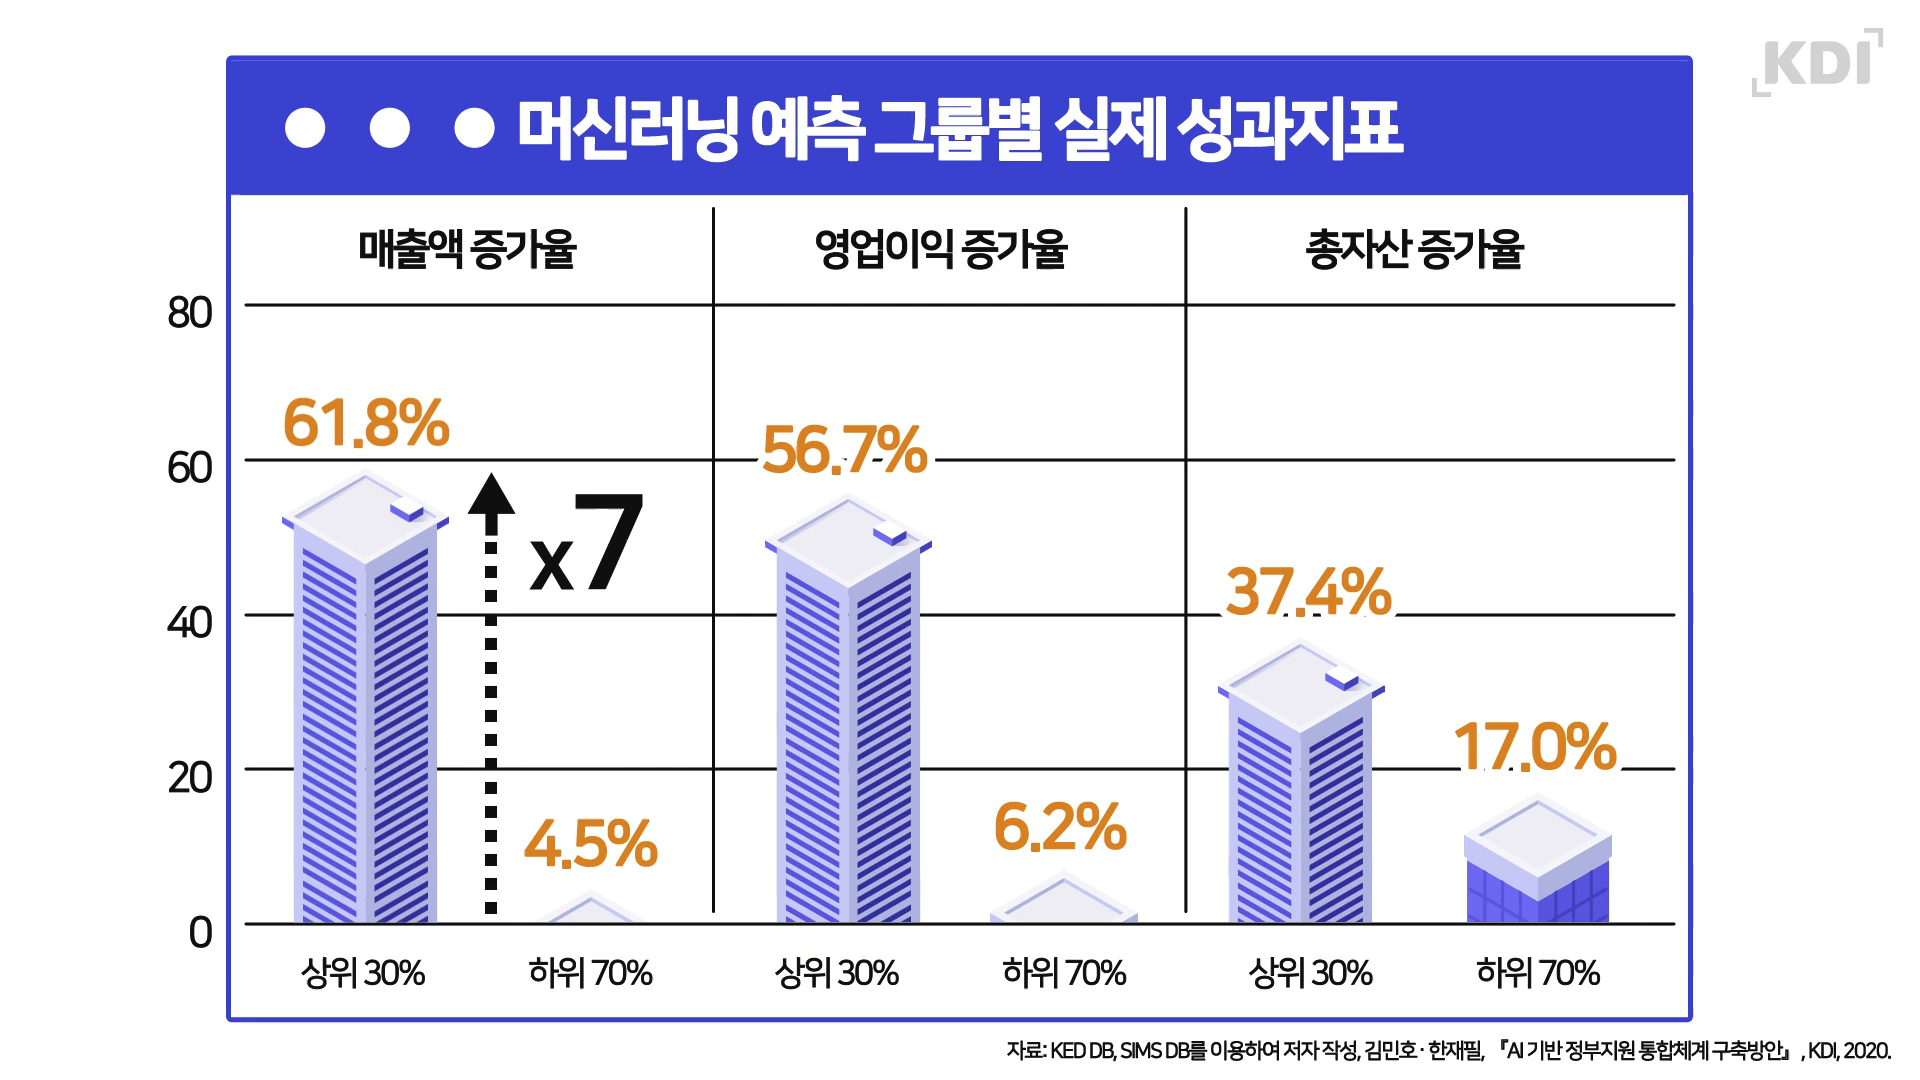 KDI
머신러닝 예측 그룹별 실제 성과지표
매출액 증가율 영업이익 증가율 총자산 증가율
80
60
40
20
0
61.8%
x7
4.5%
56.7%
6.2%
37.4%
17.0%
상위 30% 하위 70% 상위 30% 하위 70% 상위 30% 하위 70%
자료: KED DB, SIMS DB를 이용하여 저자 작성, 김민호·한재필, 『AI 기반 정부지원 통합체계 구축방안』, KDI, 2020.